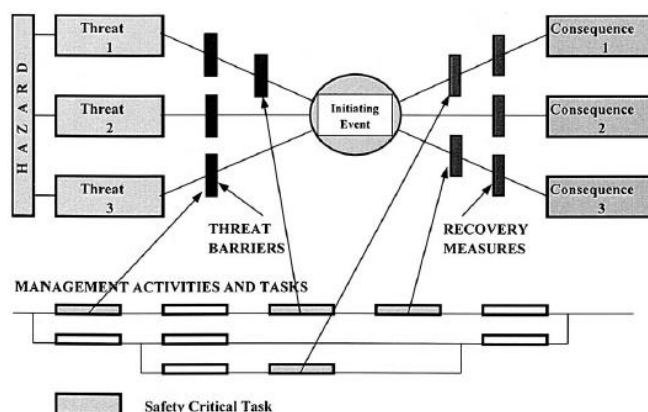 HAZARD
Threat
1
Threat
2
Threat
3
Initiating
Event
Consequence
1
Consequence
2
Consequence
3
THREAT
BARRIERS
RECOVERY
MEASURES
MANAGEMENT ACTIVITIES AND TASKS
Safety Critical Task